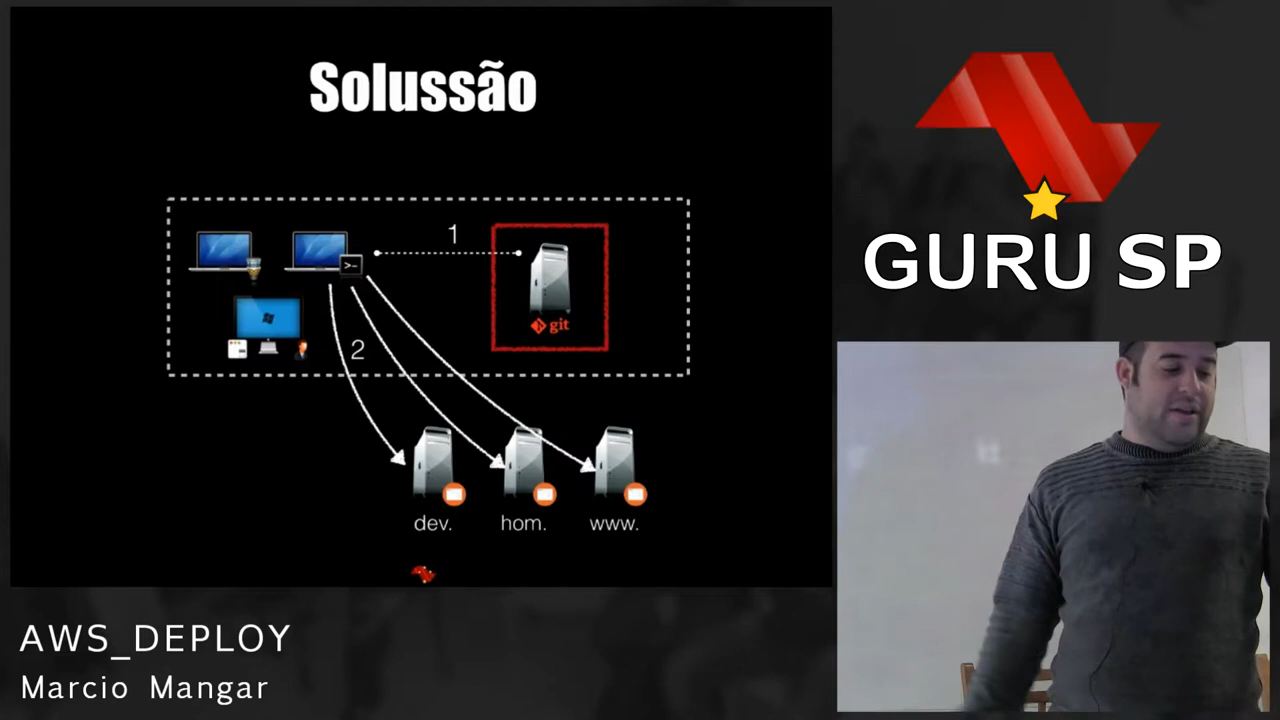 Solussão
1
>-
git
2
dev. hom. www.
GURU SP
AWS_DEPLOY
Marcio Mangar